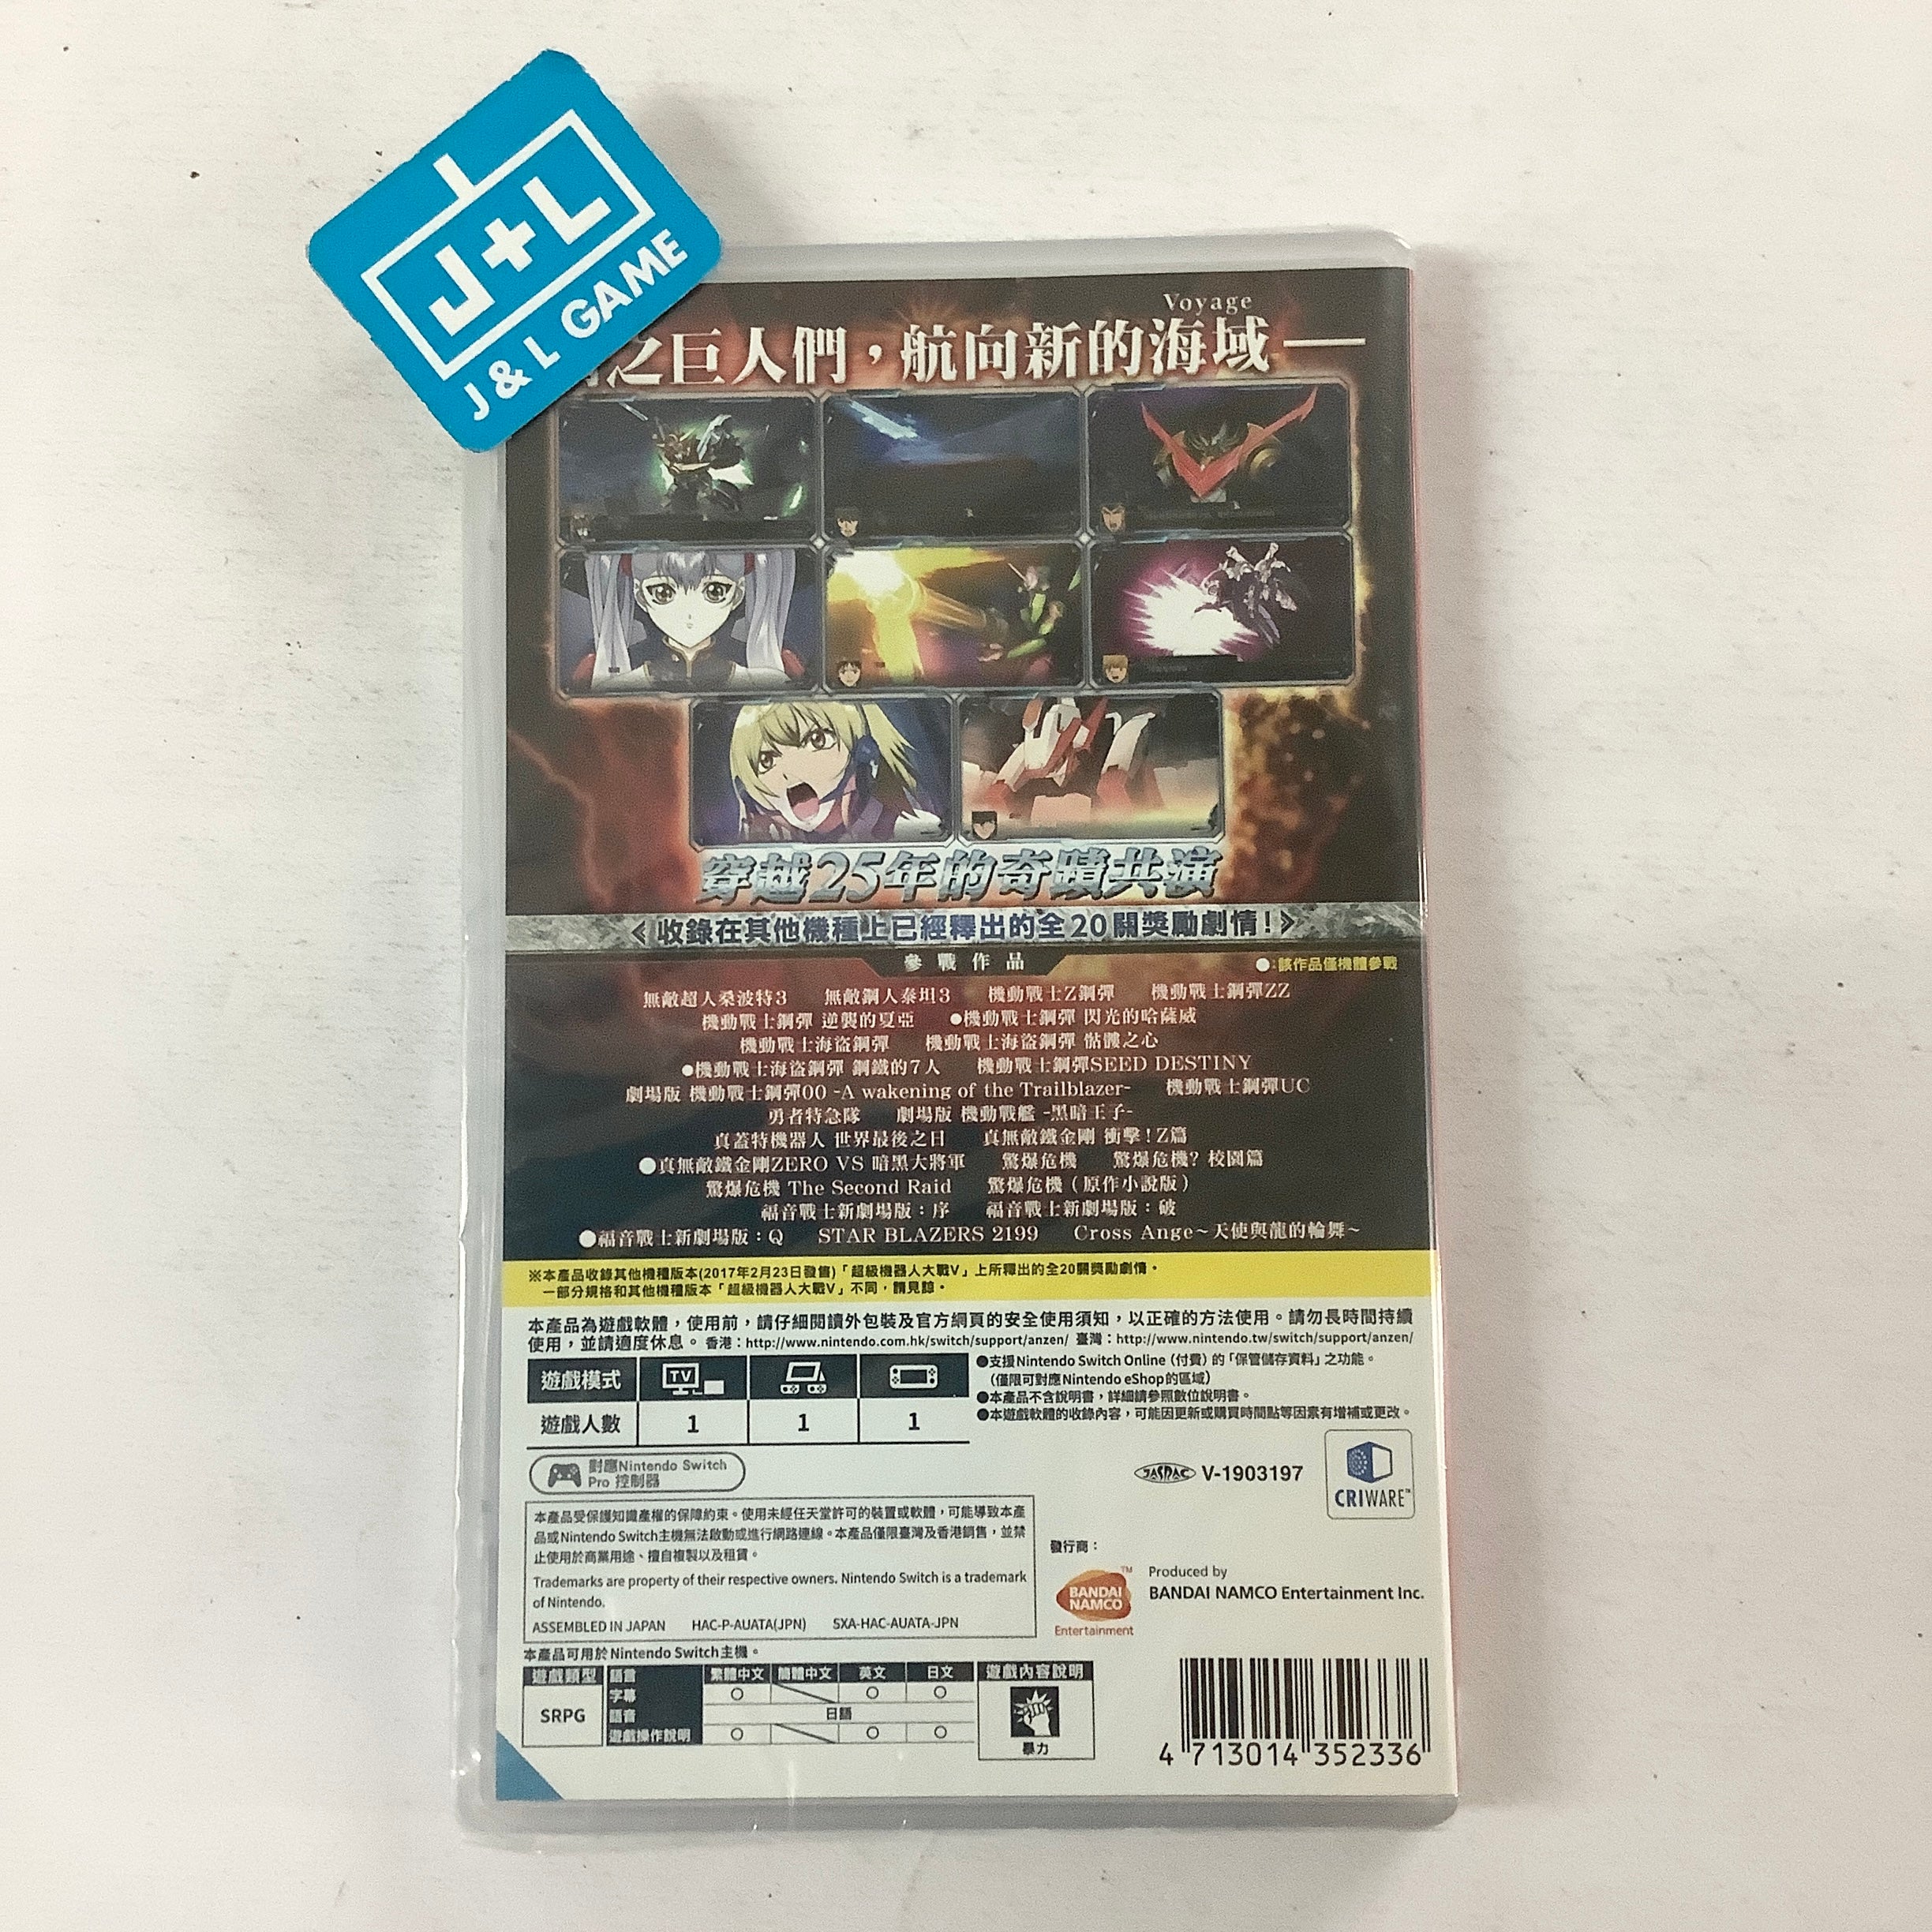 J+L
J & L GAME
Voyage
之巨人們，航向新的海域——
穿越25年的奇蹟共演
≪收錄在其他機種上已經釋出的全20關獎勵劇情！≫
參戰作品
●:該作品僅機體參戰
無敵超人桑波特3 無敵鋼人泰坦3 機動戰士Z鋼彈 機動戰士鋼彈ZZ
機動戰士鋼彈 逆襲的夏亞 ●機動戰士鋼彈 閃光的哈薩威
機動戰士海盜鋼彈 機動戰士海盜鋼彈 骷髏之心
●機動戰士海盜鋼彈 鋼鐵的7人 機動戰士鋼彈SEED DESTINY
劇場版 機動戰士鋼彈00 -A wakening of the Trailblazer- 機動戰士鋼彈UC
勇者特急隊 劇場版 機動戰艦 -黑暗王子-
真蓋特機器人 世界最後之日 真無敵鐵金剛 衝擊！Z篇
●真無敵鐵金剛ZERO VS 暗黑大將軍 驚爆危機 驚爆危機? 校園篇
驚爆危機 The Second Raid 驚爆危機（原作小說版）
福音戰士新劇場版：序 福音戰士新劇場版：破
●福音戰士新劇場版：Q STAR BLAZERS 2199 Cross Ange～天使與龍的輪舞～
※本產品收錄其他機種版本(2017年2月23日發售)「超級機器人大戰V」上所釋出的全20關獎勵劇情。
一部分規格和其他機種版本「超級機器人大戰V」不同，請見諒。
本產品為遊戲軟體，使用前，請仔細閱讀外包裝及官方網頁的安全使用須知，以正確的方法使用。請勿長時間持續
使用，並請適度休息。香港：http://www.nintendo.com.hk/switch/support/anzen/ 臺灣：http://www.nintendo.tw/switch/support/anzen/
遊戲模式 TV
遊戲人數 1 1 1
●支援Nintendo Switch Online（付費）的「保管儲存資料」之功能。
（僅限可對應Nintendo eShop的區域）
●本產品不含說明書，詳細請參照數位說明書。
●本遊戲軟體的收錄內容，可能因更新或購買時間點等因素有增補或更改。
對應Nintendo Switch
Pro 控制器
JASRAC V-1903197
CRIWARE™
本產品受保護知識產權的保障約束。使用未經任天堂許可的裝置或軟體，可能導致本產
品或Nintendo Switch主機無法啟動或進行網路連線。本產品僅限臺灣及香港銷售，並禁
止使用於商業用途、擅自複製以及租賃。
Trademarks are property of their respective owners. Nintendo Switch is a trademark
of Nintendo.
ASSEMBLED IN JAPAN HAC-P-AUATA(JPN) SXA-HAC-AUATA-JPN
發行商：
BANDAI
NAMCO
TM
Entertainment
Produced by
BANDAI NAMCO Entertainment Inc.
本產品可用於Nintendo Switch主機。
遊戲類型 語言 繁體中文 簡體中文 英文 日文 遊戲內容說明
SRPG
字幕 ○ ○ ○
語音 日語
遊戲操作說明 ○ ○ ○
暴力
4 713014 352336